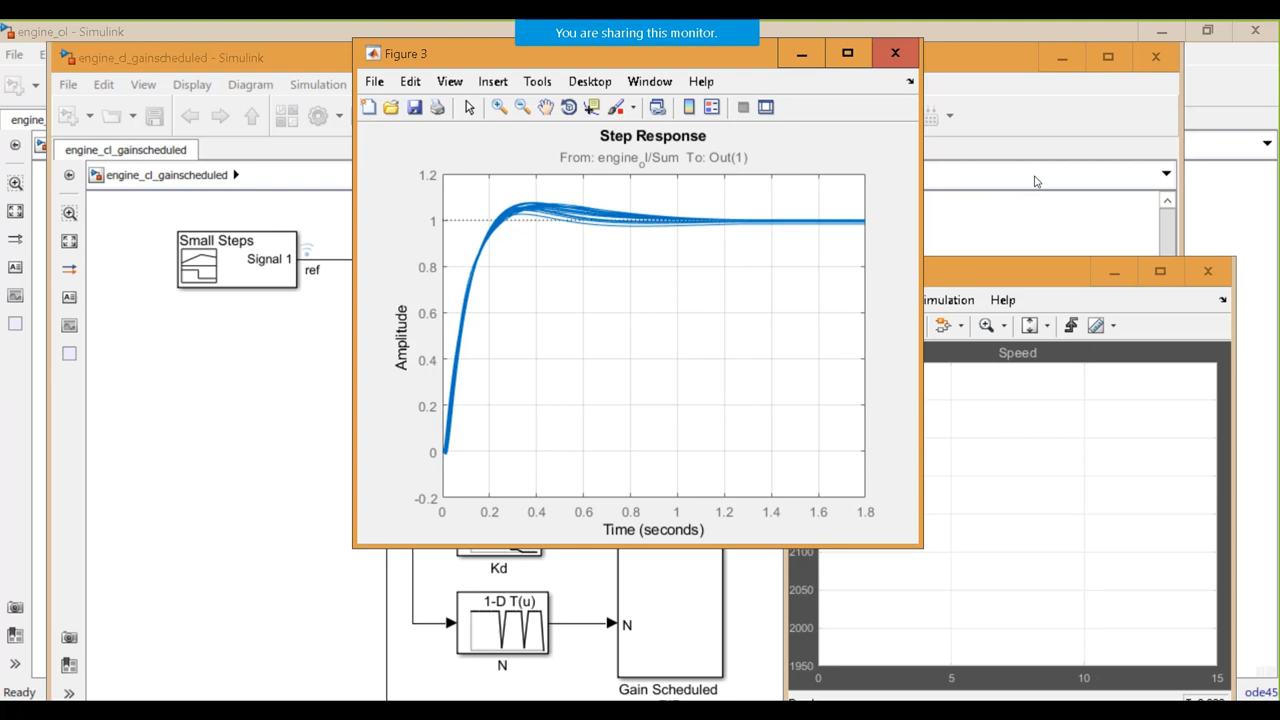 You are sharing this monitor.
engine_ol - Simulink
File
engine_cl_gainscheduled - Simulink
File Edit View Display Diagram Simulation
engine_cl_gainscheduled
engine_cl_gainscheduled
Small Steps
Signal 1
ref
Figure 3
File Edit View Insert Tools Desktop Window Help
Step Response
From: engine_ol/Sum To: Out(1)
Amplitude
1.2
1
0.8
0.6
0.4
0.2
0
-0.2
0 0.2 0.4 0.6 0.8 1 1.2 1.4 1.6 1.8
Time (seconds)
Kd
1-D T(u)
N
N
Gain Scheduled
Help
Speed
2100
2050
2000
1950
0 5 10 15
Ready
ode45